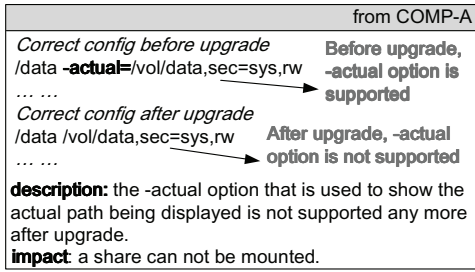 from COMP-A
Correct config before upgrade
/data -actual=/vol/data,sec=sys,rw
... ...
Before upgrade,
-actual option is
supported
Correct config after upgrade
/data /vol/data,sec=sys,rw
... ...
After upgrade, -actual
option is not supported
description: the -actual option that is used to show the
actual path being displayed is not supported any more
after upgrade.
impact: a share can not be mounted.